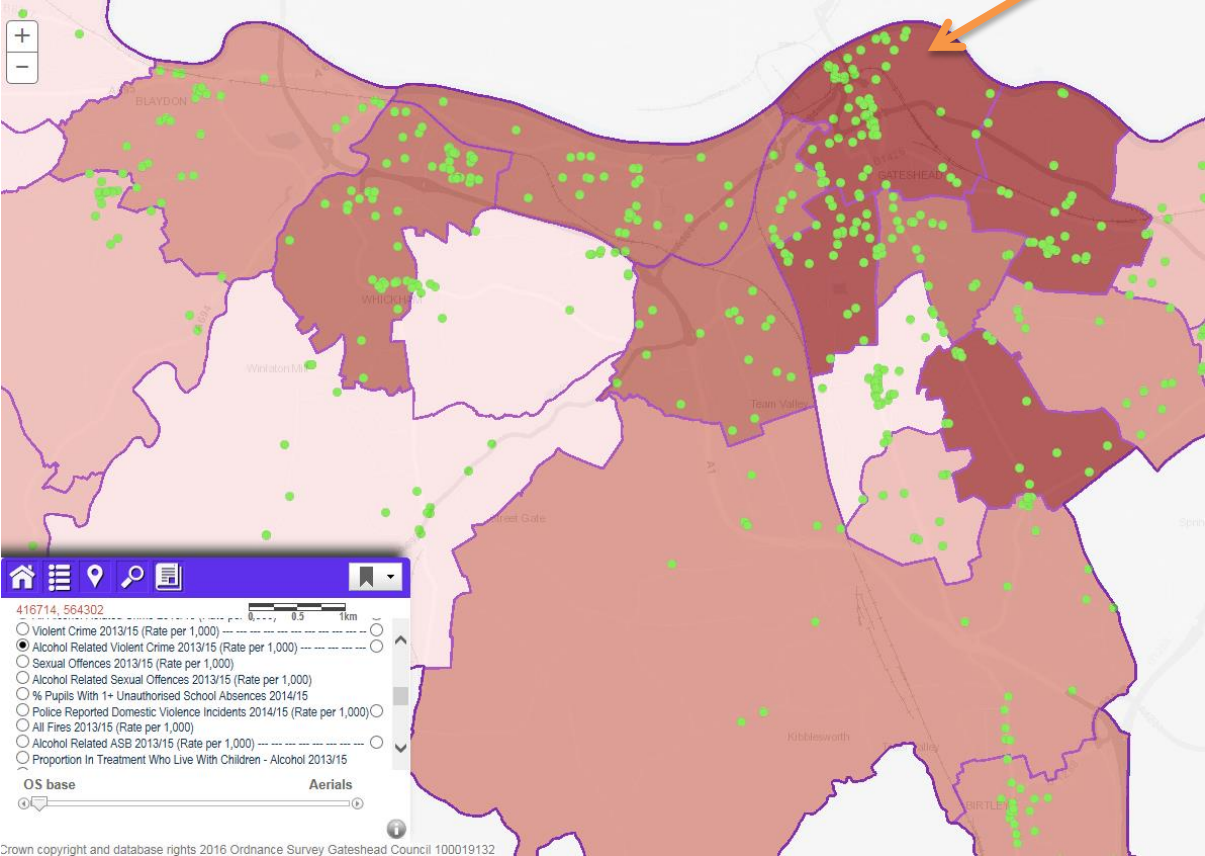 +
−
BLAYDON
GATESHEAD
WHICKH
Winlaton Mill
Team Valley
A1
Street Gate
Kibblesworth
BIRTLEY
416714, 564302
0 0.5 1km
Violent Crime 2013/15 (Rate per 1,000) --- --- --- --- --- --- --- --- --- --- --
Alcohol Related Violent Crime 2013/15 (Rate per 1,000) --- --- --- --- ---
Sexual Offences 2013/15 (Rate per 1,000)
Alcohol Related Sexual Offences 2013/15 (Rate per 1,000)
% Pupils With 1+ Unauthorised School Absences 2014/15
Police Reported Domestic Violence Incidents 2014/15 (Rate per 1,000)
All Fires 2013/15 (Rate per 1,000)
Alcohol Related ASB 2013/15 (Rate per 1,000) --- --- --- --- --- --- --- ---
Proportion In Treatment Who Live With Children - Alcohol 2013/15
OS base Aerials
Crown copyright and database rights 2016 Ordnance Survey Gateshead Council 100019132